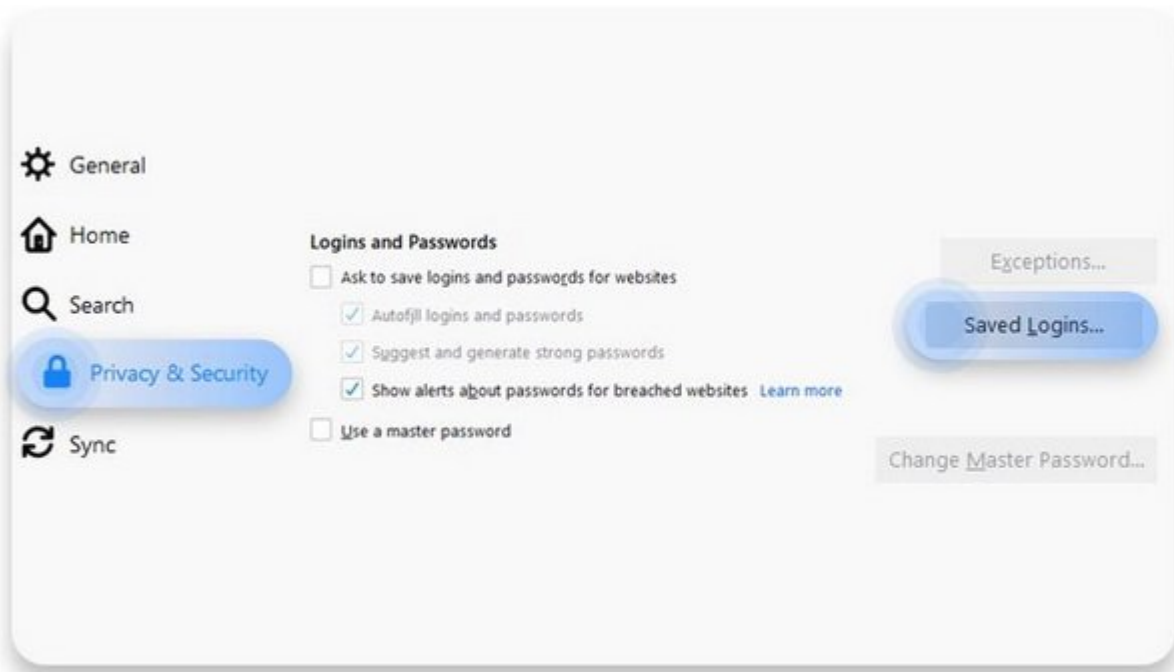 General
Home
Search
Privacy & Security
Sync
Logins and Passwords
Ask to save logins and passwords for websites
Autofill logins and passwords
Suggest and generate strong passwords
Show alerts about passwords for breached websites Learn more
Use a master password
Exceptions...
Saved Logins...
Change Master Password...